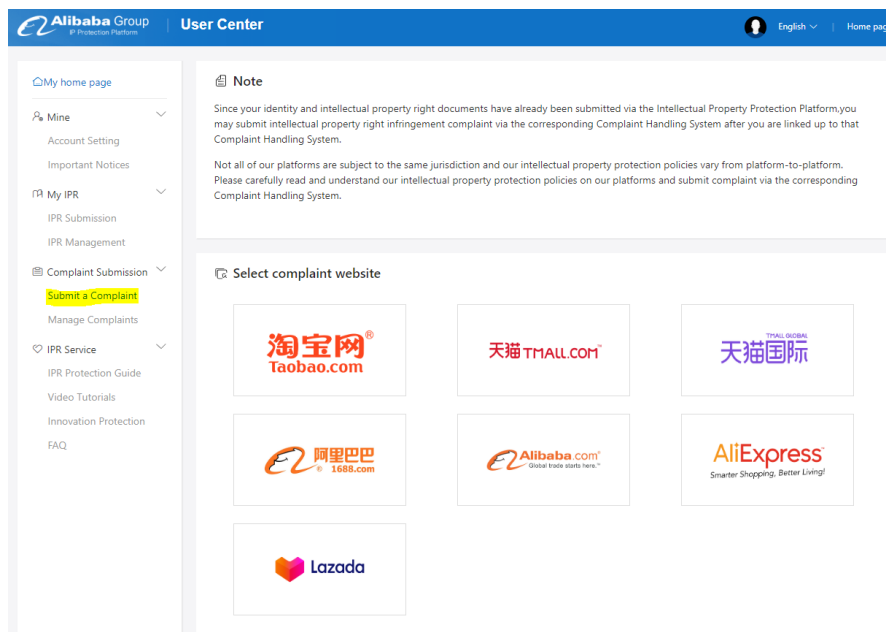 Alibaba Group
IP Protection Platform
User Center
English
Home pag
My home page
Mine
Account Setting
Important Notices
My IPR
IPR Submission
IPR Management
Complaint Submission
Submit a Complaint
Manage Complaints
IPR Service
IPR Protection Guide
Video Tutorials
Innovation Protection
FAQ
Note
Since your identity and intellectual property right documents have already been submitted via the Intellectual Property Protection Platform,you
may submit intellectual property right infringement complaint via the corresponding Complaint Handling System after you are linked up to that
Complaint Handling System.
Not all of our platforms are subject to the same jurisdiction and our intellectual property protection policies vary from platform-to-platform.
Please carefully read and understand our intellectual property protection policies on our platforms and submit complaint via the corresponding
Complaint Handling System.
Select complaint website
淘宝网®
Taobao.com
天猫 TMALL.COM™
TMALL GLOBAL
天猫国际
阿里巴巴
® 1688.com
Alibaba.com®
Global trade starts here.™
AliExpress™
Smarter Shopping, Better Living!
Lazada